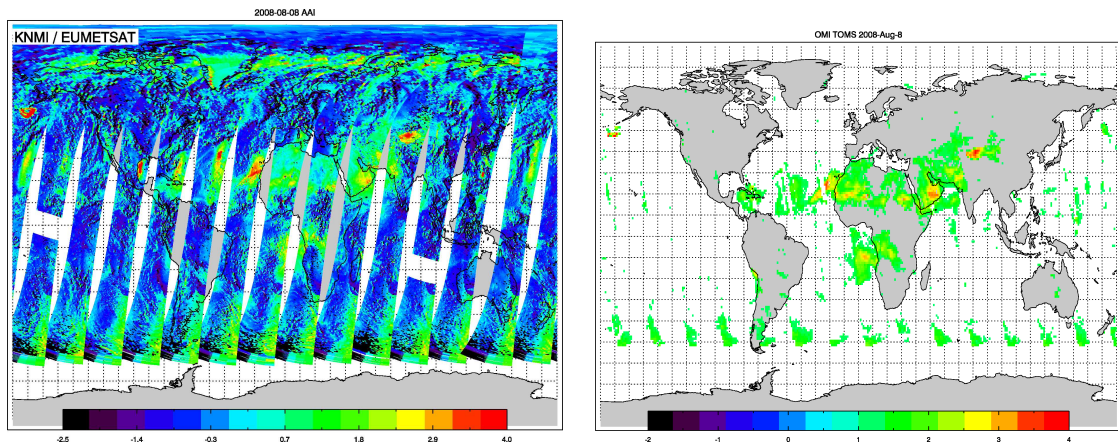 2008-08-08 AAI
KNMI / EUMETSAT
-2.5 -1.4 -0.3 0.7 1.8 2.9 4.0
OMI TOMS 2008-Aug-8
-2 -1 0 1 2 3 4